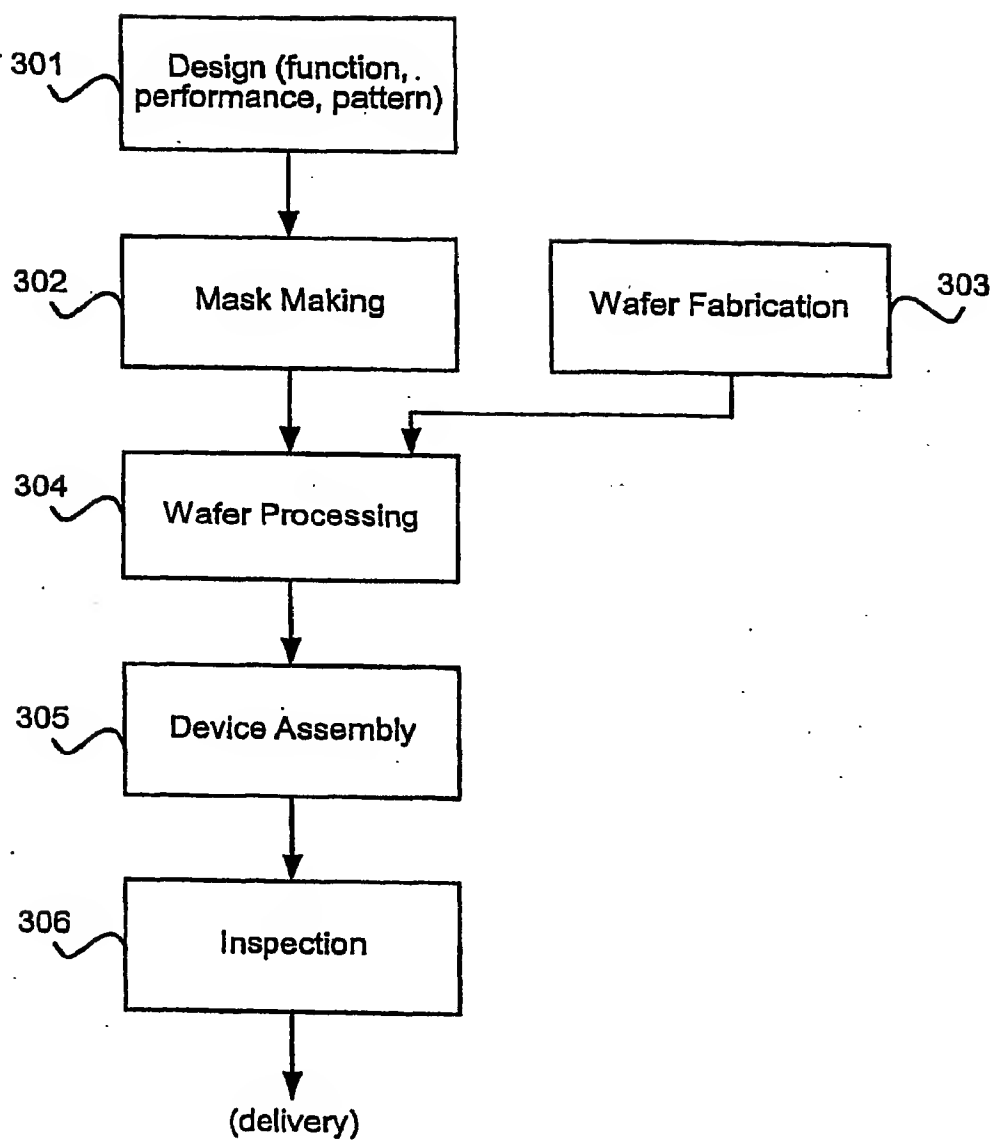 301
Design (function,
performance, pattern)
302
Mask Making
Wafer Fabrication
303
304
Wafer Processing
305
Device Assembly
306
Inspection
(delivery)